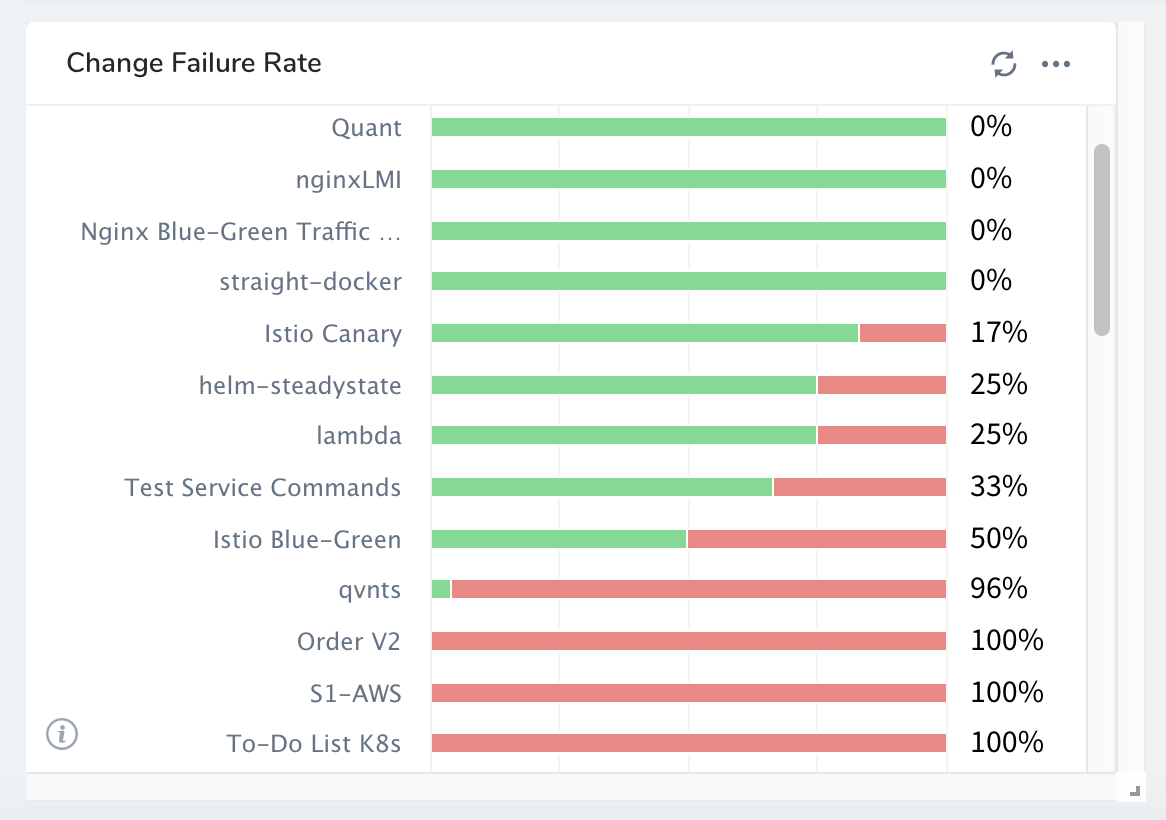 Change Failure Rate
Quant 0%
nginxLMI 0%
Nginx Blue-Green Traffic ... 0%
straight-docker 0%
Istio Canary 17%
helm-steadystate 25%
lambda 25%
Test Service Commands 33%
Istio Blue-Green 50%
qvnts 96%
Order V2 100%
S1-AWS 100%
To-Do List K8s 100%